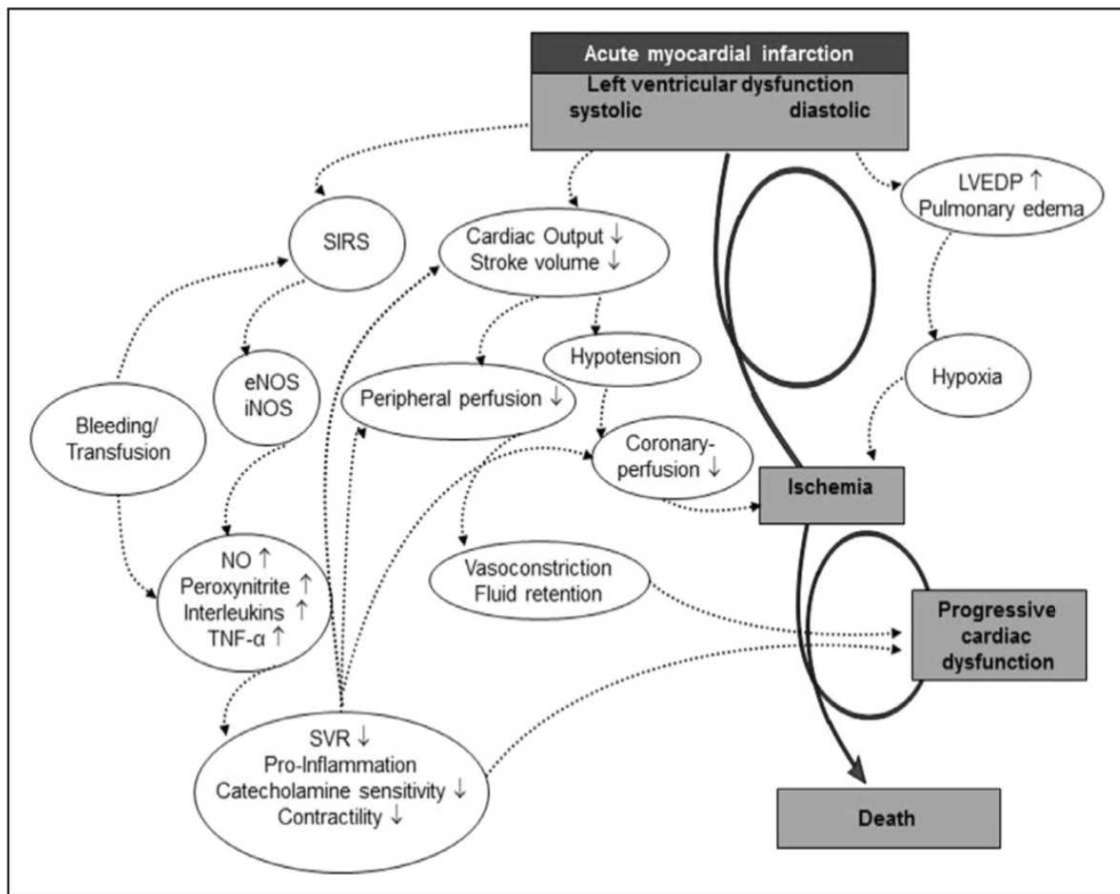 Acute myocardial infarction
Left ventricular dysfunction
systolic diastolic
LVEDP ↑
Pulmonary edema
SIRS
Cardiac Output ↓
Stroke volume ↓
Hypotension
Hypoxia
eNOS
iNOS
Peripheral perfusion ↓
Bleeding/
Transfusion
Coronary-
perfusion ↓
Ischemia
NO ↑
Peroxynitrite ↑
Interleukins ↑
TNF-α ↑
Vasoconstriction
Fluid retention
Progressive
cardiac
dysfunction
SVR ↓
Pro-Inflammation
Catecholamine sensitivity ↓
Contractility ↓
Death